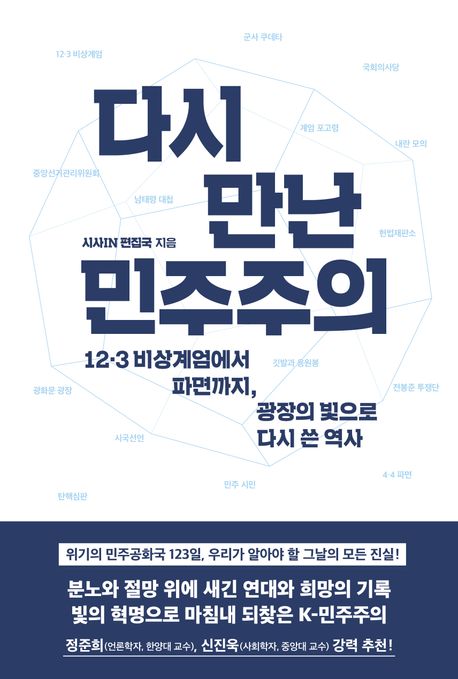 군사 쿠데타
12·3 비상계엄
국회의사당
다시
계엄 포고령
내란 모의
중앙선거관리위원회
남태령 대첩
만난
헌법재판소
시사IN 편집국 지음
민주주의
12·3 비상계엄에서
파면까지,
깃발과 응원봉
광화문 광장
전봉준 투쟁단
광장의 빛으로
다시 쓴 역사
시국선언
4·4 파면
민주 시민
탄핵심판
위기의 민주공화국 123일, 우리가 알아야 할 그날의 모든 진실!
분노와 절망 위에 새긴 연대와 희망의 기록
빛의 혁명으로 마침내 되찾은 K-민주주의
정준희(언론학자, 한양대 교수), 신진욱(사회학자, 중앙대 교수) 강력 추천!